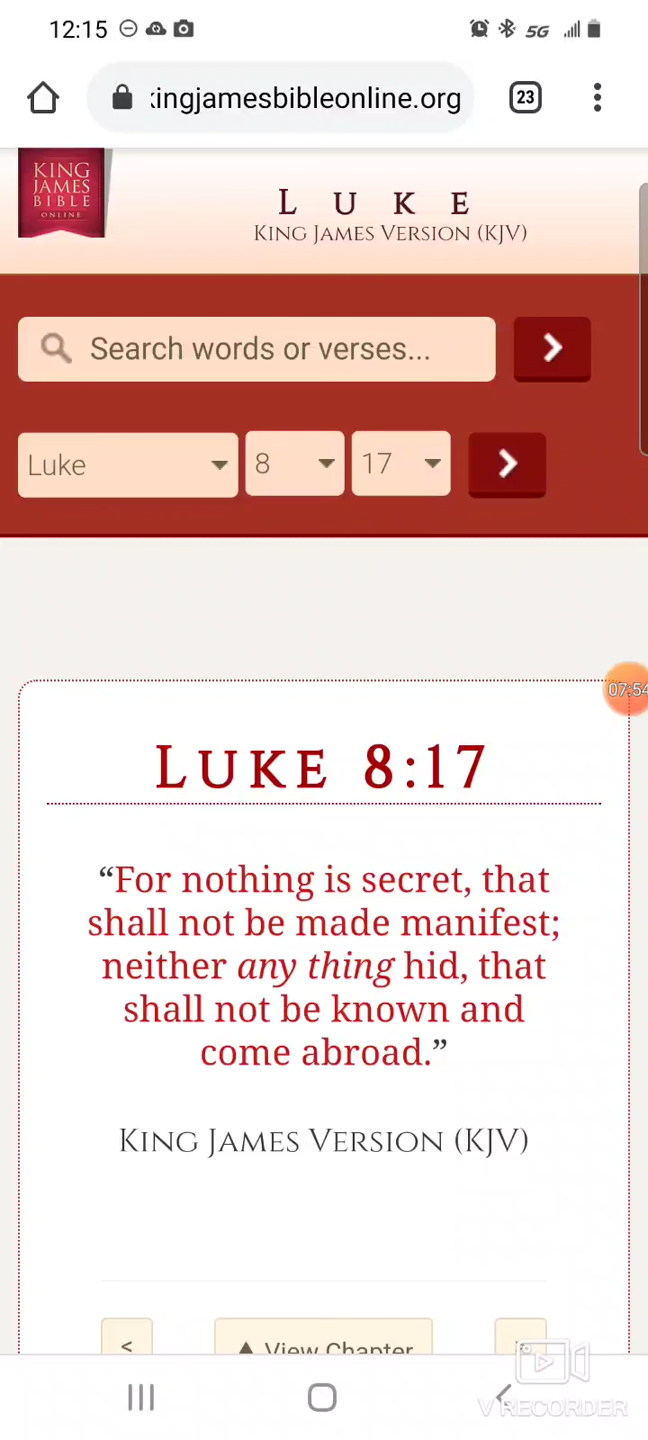 12:15 5G
kingjamesbibleonline.org 23
KING
JAMES
BIBLE
ONLINE
LUKE
KING JAMES VERSION (KJV)
Search words or verses...
Luke 8 17
07:54
LUKE 8:17
“For nothing is secret, that
shall not be made manifest;
neither any thing hid, that
shall not be known and
come abroad.”
KING JAMES VERSION (KJV)
< ▲ View Chapter >
V RECORDER